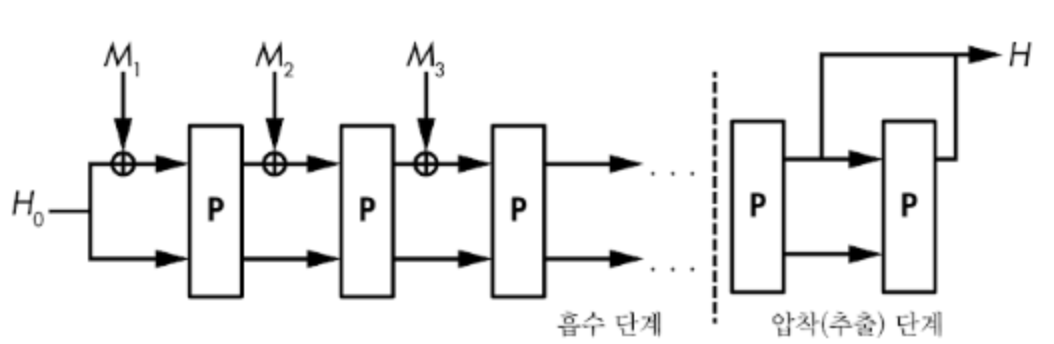 M₁ M₂ M₃ H
H₀ P P P . . . P P
. . .
흡수 단계 압착(추출) 단계